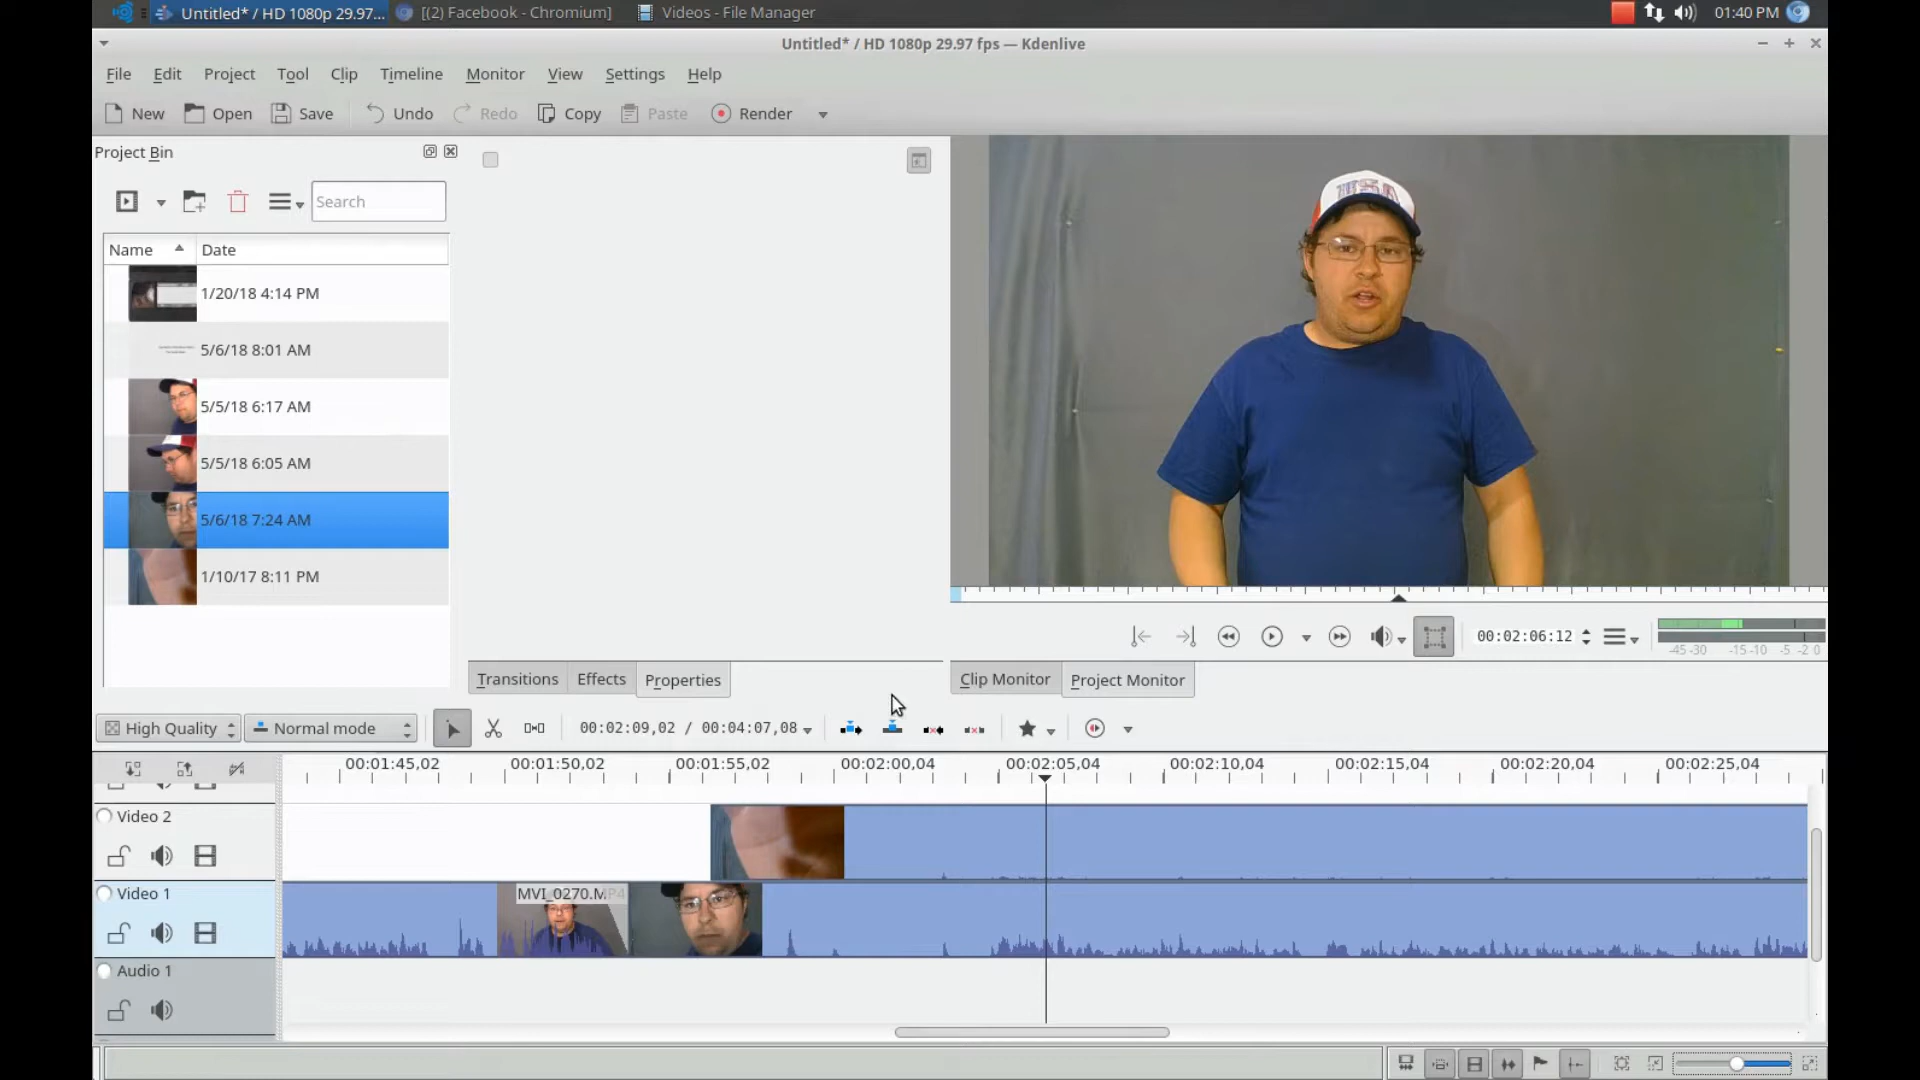 Untitled* / HD 1080p 29.97... [(2) Facebook - Chromium] Videos - File Manager 01:40 PM
Untitled* / HD 1080p 29.97 fps — Kdenlive
File Edit Project Tool Clip Timeline Monitor View Settings Help
New Open Save Undo Redo Copy Paste Render
Project Bin
Search
Name Date
1/20/18 4:14 PM
5/6/18 8:01 AM
5/5/18 6:17 AM
5/5/18 6:05 AM
5/6/18 7:24 AM
1/10/17 8:11 PM
USA
00:02:06:12
-45 -30 -15 -10 -5 -2 0
Transitions Effects Properties
Clip Monitor Project Monitor
High Quality Normal mode 00:02:09,02 / 00:04:07,08
00:01:45,02 00:01:50,02 00:01:55,02 00:02:00,04 00:02:05,04 00:02:10,04 00:02:15,04 00:02:20,04 00:02:25,04
Video 2
Video 1
MVI_0270.MP4
Audio 1